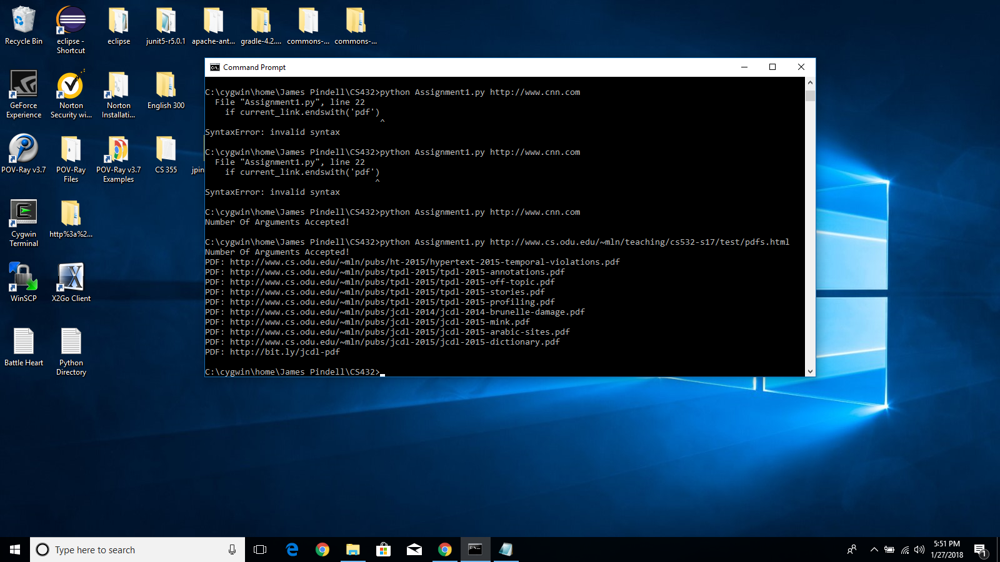 Recycle Bin
eclipse -
Shortcut
eclipse
junit5-r5.0.1
apache-ant...
gradle-4.2....
commons-...
commons-...
GeForce
Experience
Norton
Security wi...
Norton
Installati...
English 300
POV-Ray v3.7
POV-Ray
Files
POV-Ray v3.7
Examples
CS 355
jpin
Cygwin
Terminal
http%3a%2...
WinSCP
X2Go Client
Battle Heart
Python
Directory
Command Prompt
C:\cygwin\home\James Pindell\CS432>python Assignment1.py http://www.cnn.com
File "Assignment1.py", line 22
if current_link.endswith('pdf')
^
SyntaxError: invalid syntax
C:\cygwin\home\James Pindell\CS432>python Assignment1.py http://www.cnn.com
File "Assignment1.py", line 22
if current_link.endswith('pdf')
^
SyntaxError: invalid syntax
C:\cygwin\home\James Pindell\CS432>python Assignment1.py http://www.cnn.com
Number Of Arguments Accepted!
C:\cygwin\home\James Pindell\CS432>python Assignment1.py http://www.cs.odu.edu/~mln/teaching/cs532-s17/test/pdfs.html
Number Of Arguments Accepted!
PDF: http://www.cs.odu.edu/~mln/pubs/ht-2015/hypertext-2015-temporal-violations.pdf
PDF: http://www.cs.odu.edu/~mln/pubs/tpdl-2015/tpdl-2015-annotations.pdf
PDF: http://www.cs.odu.edu/~mln/pubs/tpdl-2015/tpdl-2015-off-topic.pdf
PDF: http://www.cs.odu.edu/~mln/pubs/tpdl-2015/tpdl-2015-stories.pdf
PDF: http://www.cs.odu.edu/~mln/pubs/tpdl-2015/tpdl-2015-profiling.pdf
PDF: http://www.cs.odu.edu/~mln/pubs/jcdl-2014/jcdl-2014-brunelle-damage.pdf
PDF: http://www.cs.odu.edu/~mln/pubs/jcdl-2015/jcdl-2015-mink.pdf
PDF: http://www.cs.odu.edu/~mln/pubs/jcdl-2015/jcdl-2015-arabic-sites.pdf
PDF: http://www.cs.odu.edu/~mln/pubs/jcdl-2015/jcdl-2015-dictionary.pdf
PDF: http://bit.ly/jcdl-pdf
C:\cygwin\home\James Pindell\CS432>
Type here to search
5:51 PM
1/27/2018
1